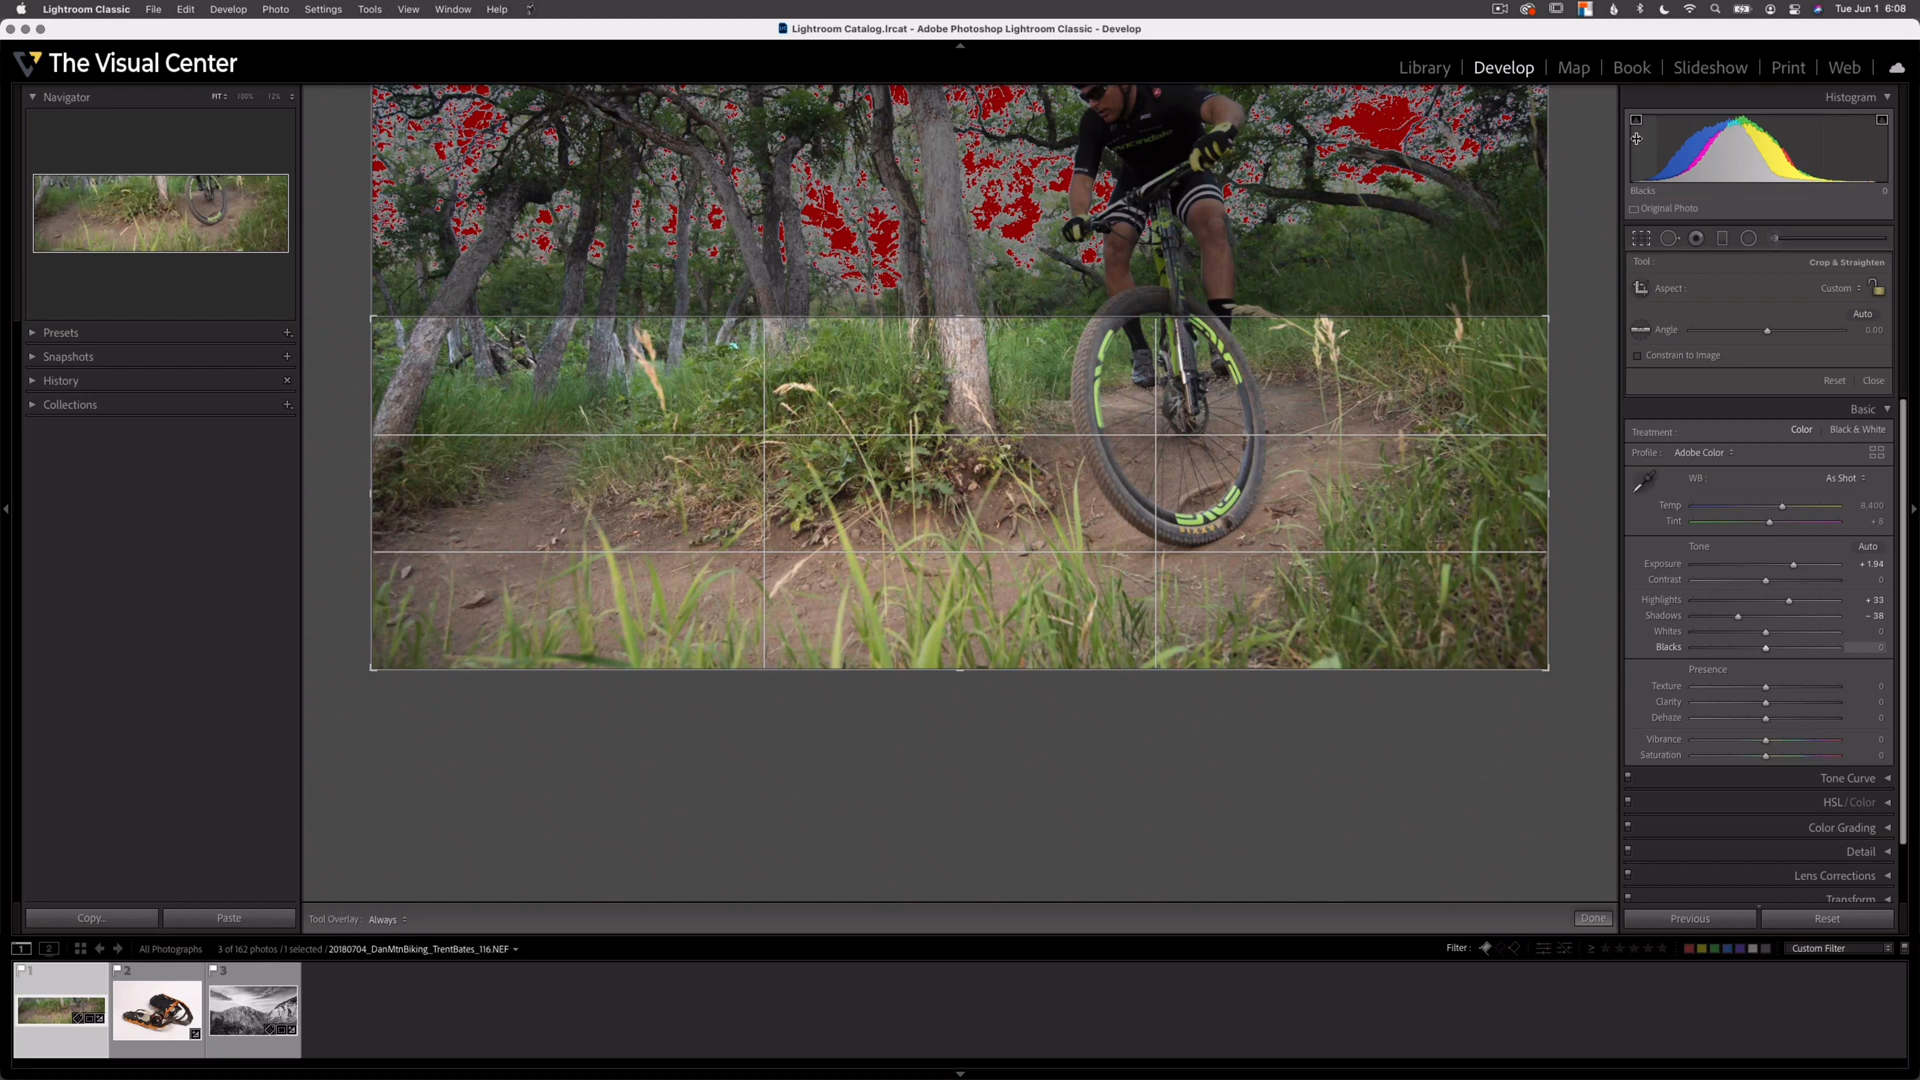 Lightroom Classic File Edit Develop Photo Settings Tools View Window Help
Tue Jun 1 6:08
Lightroom Catalog.lrcat - Adobe Photoshop Lightroom Classic - Develop
The Visual Center
Library | Develop | Map | Book | Slideshow | Print | Web
Navigator
FIT 100% 12%
Presets
Snapshots
History
Collections
Copy... Paste
Histogram
Blacks 0
Original Photo
Tool : Crop & Straighten
Aspect : Custom
Auto
Angle 0.00
Constrain to Image
Reset Close
Basic
Treatment : Color Black & White
Profile : Adobe Color
WB : As Shot
Temp 8,400
Tint + 8
Tone Auto
Exposure + 1.94
Contrast 0
Highlights + 33
Shadows - 38
Whites 0
Blacks 0
Presence
Texture 0
Clarity 0
Dehaze 0
Vibrance 0
Saturation 0
Tone Curve
HSL / Color
Color Grading
Detail
Lens Corrections
Transform
Previous Reset
Tool Overlay : Always
Done
1 2 All Photographs 3 of 162 photos / 1 selected / 20180704_DanMtnBiking_TrentBates_116.NEF
Filter : Custom Filter
1 2 3